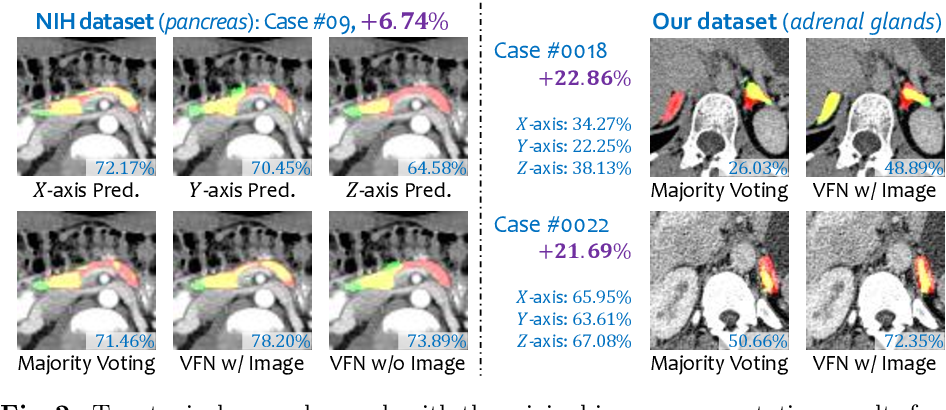 NIH dataset (pancreas): Case #09, +6.74%
72.17%
70.45%
64.58%
X-axis Pred.
Y-axis Pred.
Z-axis Pred.
71.46%
78.20%
73.89%
Majority Voting
VFN w/ Image
VFN w/o Image
Our dataset (adrenal glands)
Case #0018
+22.86%
X-axis: 34.27%
Y-axis: 22.25%
Z-axis: 38.13%
26.03%
48.89%
Majority Voting
VFN w/ Image
Case #0022
+21.69%
X-axis: 65.95%
Y-axis: 63.61%
Z-axis: 67.08%
50.66%
72.35%
Majority Voting
VFN w/ Image